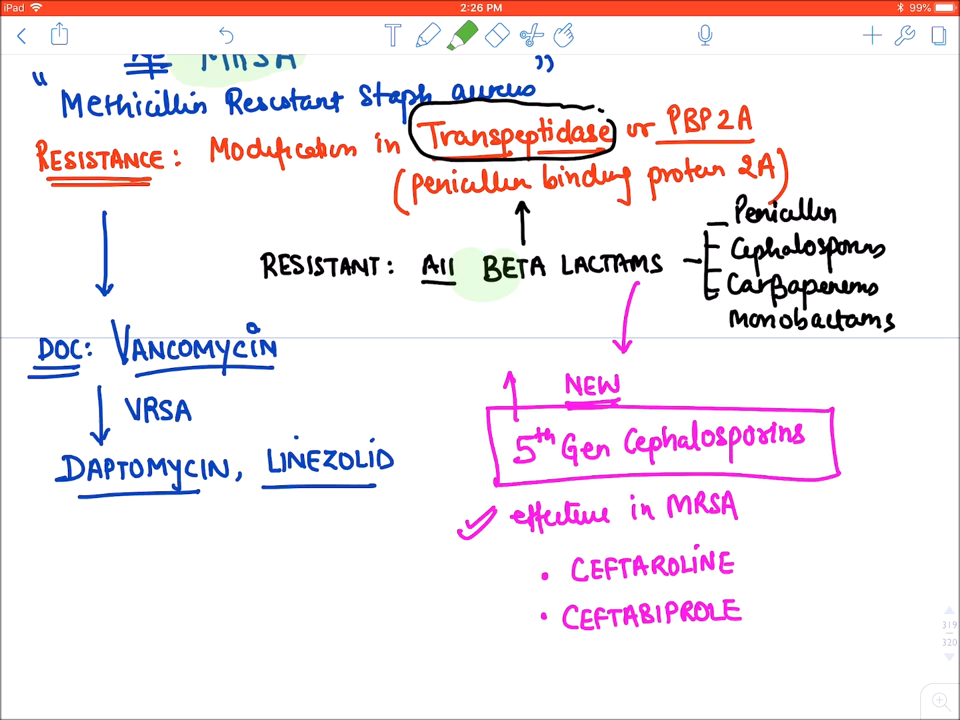 iPad
2:26 PM
99%
T
MRSA
" Methicillin Resistant Staph aureus "
RESISTANCE: Modification in Transpeptidase or PBP2A
(Penicillin binding protein 2A)
RESISTANT: All BETA LACTAMS
Penicillin
Cephalosporins
Carbapenems
Monobactams
DOC: VANCOMYCIN
VRSA
DAPTOMYCIN, LINEZOLID
NEW
5th Gen Cephalosporins
effective in MRSA
• CEFTAROLINE
• CEFTABIPROLE
319
320